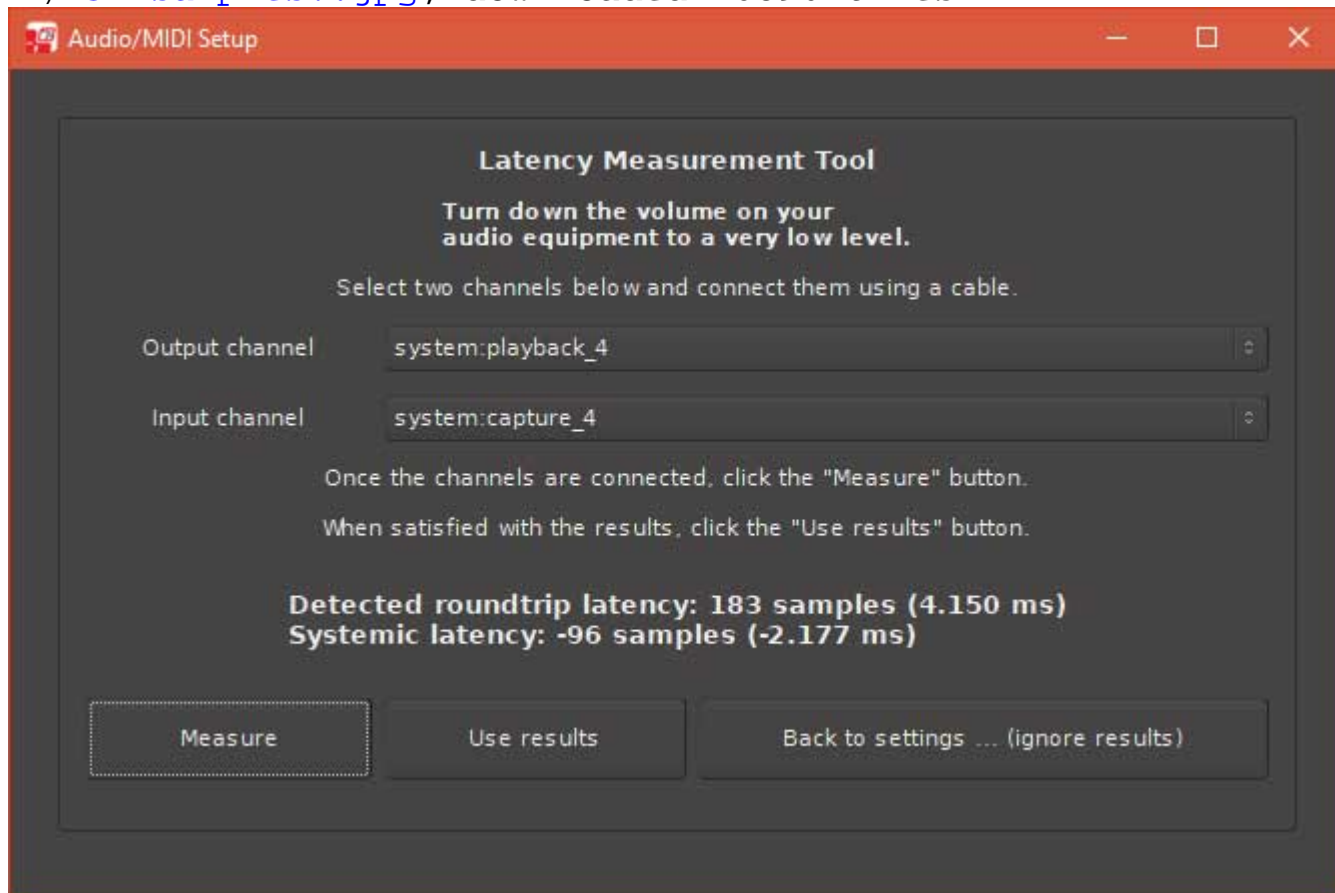 Audio/MIDI Setup
Latency Measurement Tool
Turn down the volume on your
audio equipment to a very low level.
Select two channels below and connect them using a cable.
Output channel system:playback_4
Input channel system:capture_4
Once the channels are connected, click the "Measure" button.
When satisfied with the results, click the "Use results" button.
Detected roundtrip latency: 183 samples (4.150 ms)
Systemic latency: -96 samples (-2.177 ms)
Measure Use results Back to settings ... (ignore results)